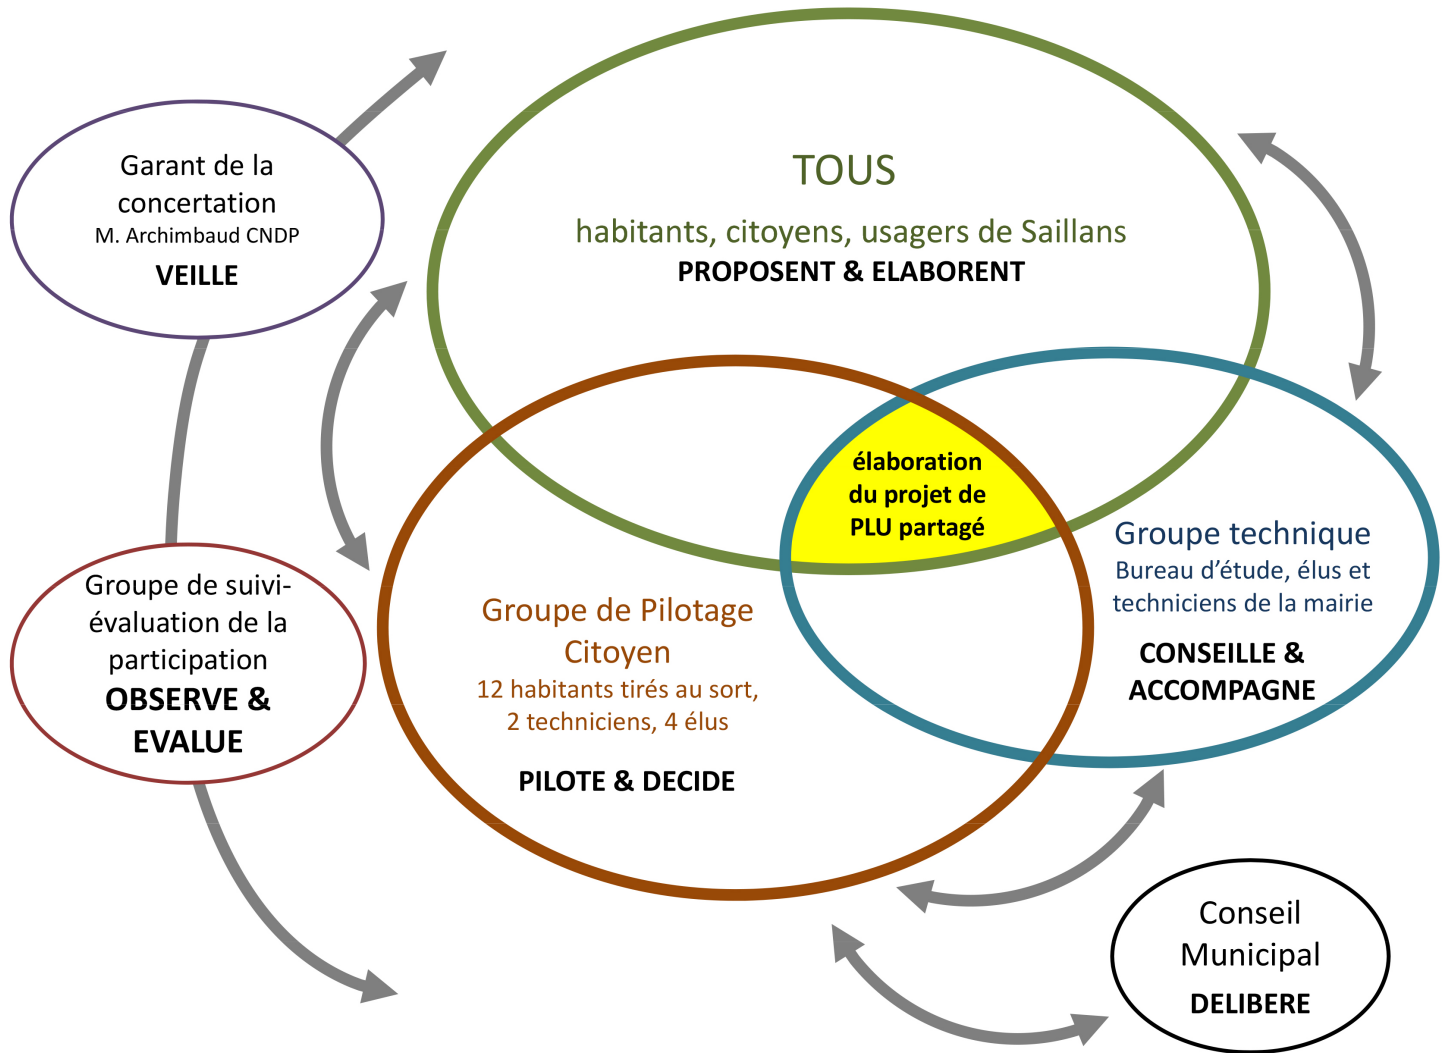 Garant de la
concertation
M. Archimbaud CNDP
VEILLE
TOUS
habitants, citoyens, usagers de Saillans
PROPOSENT & ELABORENT
élaboration
du projet de
PLU partagé
Groupe technique
Bureau d’étude, élus et
techniciens de la mairie
CONSEILLE &
ACCOMPAGNE
Groupe de suivi-
évaluation de la
participation
OBSERVE &
EVALUE
Groupe de Pilotage
Citoyen
12 habitants tirés au sort,
2 techniciens, 4 élus
PILOTE & DECIDE
Conseil
Municipal
DELIBERE